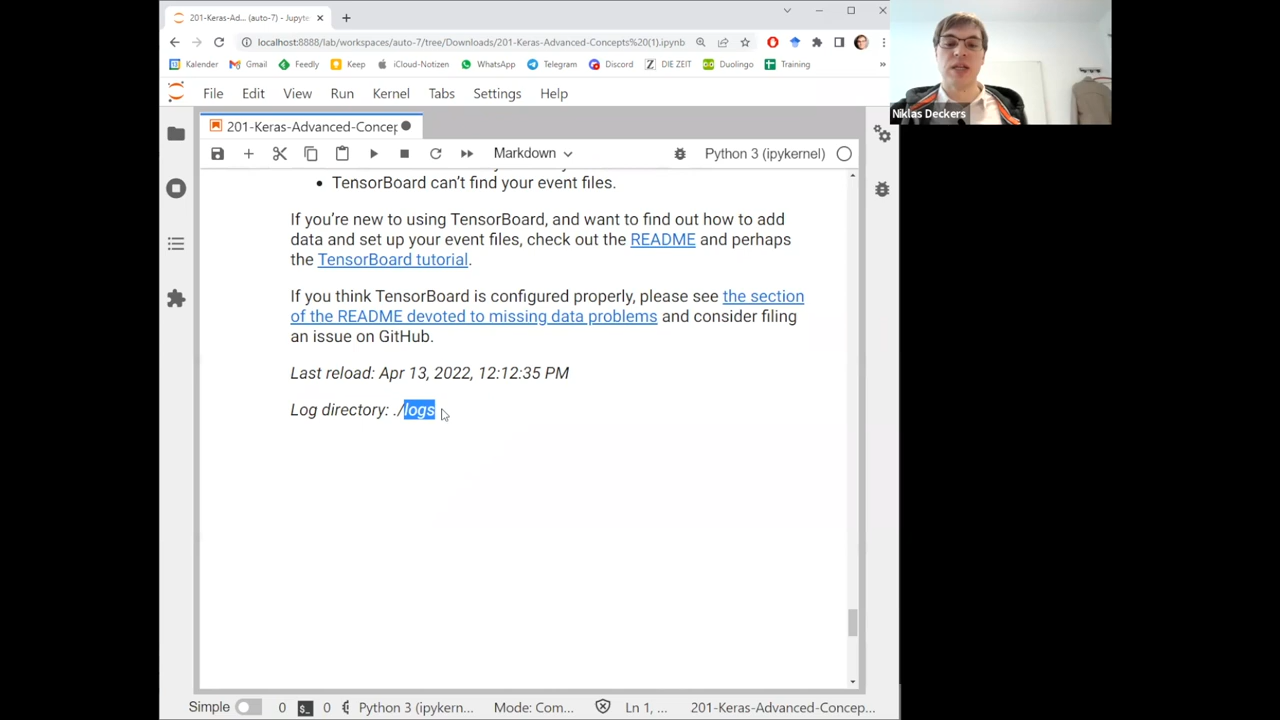 201-Keras-Ad... (auto-7) - Jupyte
localhost:8888/lab/workspaces/auto-7/tree/Downloads/201-Keras-Advanced-Concepts%20(1).ipynb
Kalender Gmail Feedly Keep iCloud-Notizen WhatsApp Telegram Discord DIE ZEIT Duolingo Training »
File Edit View Run Kernel Tabs Settings Help
Niklas Deckers
201-Keras-Advanced-Concep
Markdown Python 3 (ipykernel)
• TensorBoard can't find your event files.
If you're new to using TensorBoard, and want to find out how to add
data and set up your event files, check out the README and perhaps
the TensorBoard tutorial.
If you think TensorBoard is configured properly, please see the section
of the README devoted to missing data problems and consider filing
an issue on GitHub.
Last reload: Apr 13, 2022, 12:12:35 PM
Log directory: ./logs
Simple 0 $_ 0 Python 3 (ipykern... Mode: Com... Ln 1, ... 201-Keras-Advanced-Concep...